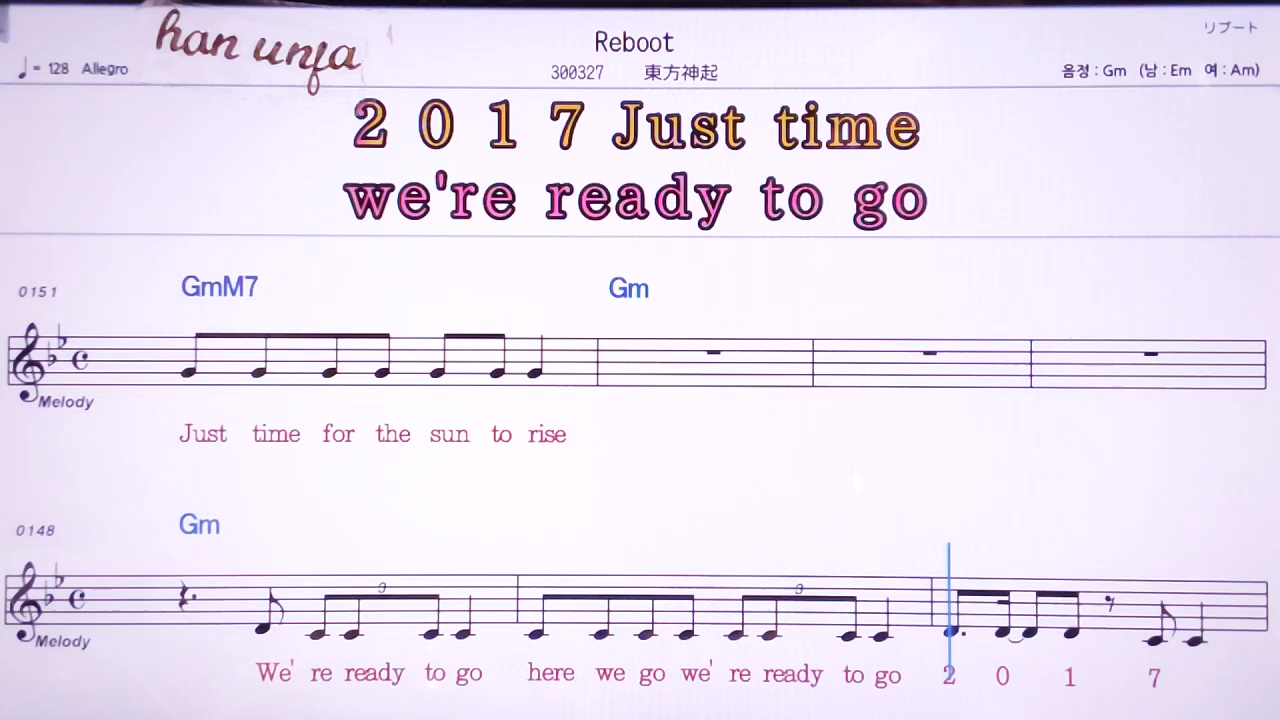 han unfa
Reboot
リブート
♩= 128 Allegro
300327 東方神起
음정 : Gm (남 : Em 여 : Am)
2 0 1 7 Just time
we're ready to go
0151
GmM7 Gm
Melody
Just time for the sun to rise
0148
Gm
3 3
Melody
We' re ready to go here we go we' re ready to go 2 0 1 7